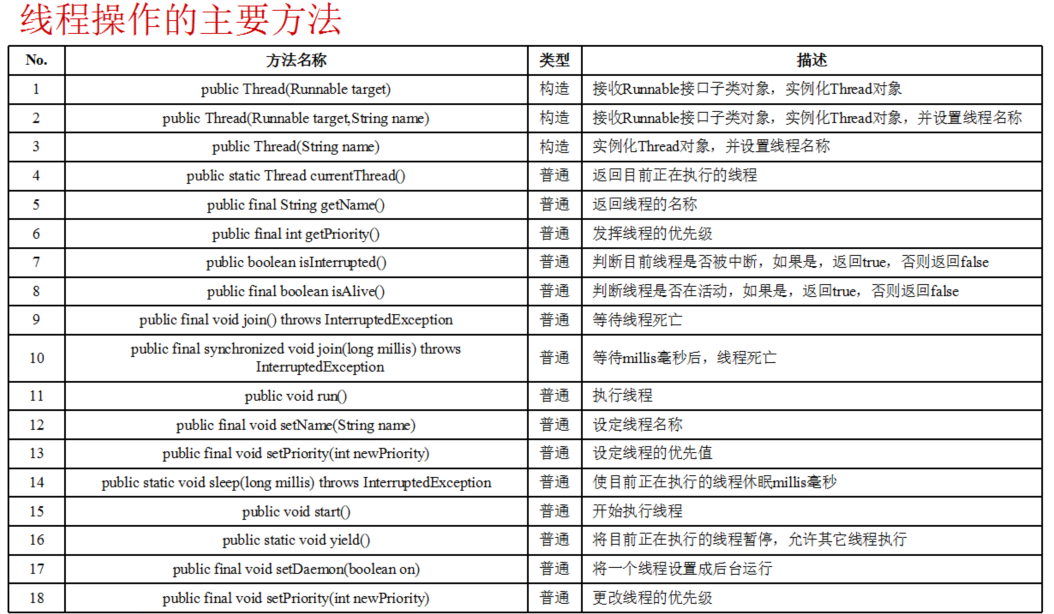 线程操作的主要方法
No. 方法名称 类型 描述
1 public Thread(Runnable target) 构造 接收Runnable接口子类对象，实例化Thread对象
2 public Thread(Runnable target,String name) 构造 接收Runnable接口子类对象，实例化Thread对象，并设置线程名称
3 public Thread(String name) 构造 实例化Thread对象，并设置线程名称
4 public static Thread currentThread() 普通 返回目前正在执行的线程
5 public final String getName() 普通 返回线程的名称
6 public final int getPriority() 普通 发挥线程的优先级
7 public boolean isInterrupted() 普通 判断目前线程是否被中断，如果是，返回true，否则返回false
8 public final boolean isAlive() 普通 判断线程是否在活动，如果是，返回true，否则返回false
9 public final void join() throws InterruptedException 普通 等待线程死亡
10 public final synchronized void join(long millis) throws
InterruptedException 普通 等待millis毫秒后，线程死亡
11 public void run() 普通 执行线程
12 public final void setName(String name) 普通 设定线程名称
13 public final void setPriority(int newPriority) 普通 设定线程的优先值
14 public static void sleep(long millis) throws InterruptedException 普通 使目前正在执行的线程休眠millis毫秒
15 public void start() 普通 开始执行线程
16 public static void yield() 普通 将目前正在执行的线程暂停，允许其它线程执行
17 public final void setDaemon(boolean on) 普通 将一个线程设置成后台运行
18 public final void setPriority(int newPriority) 普通 更改线程的优先级